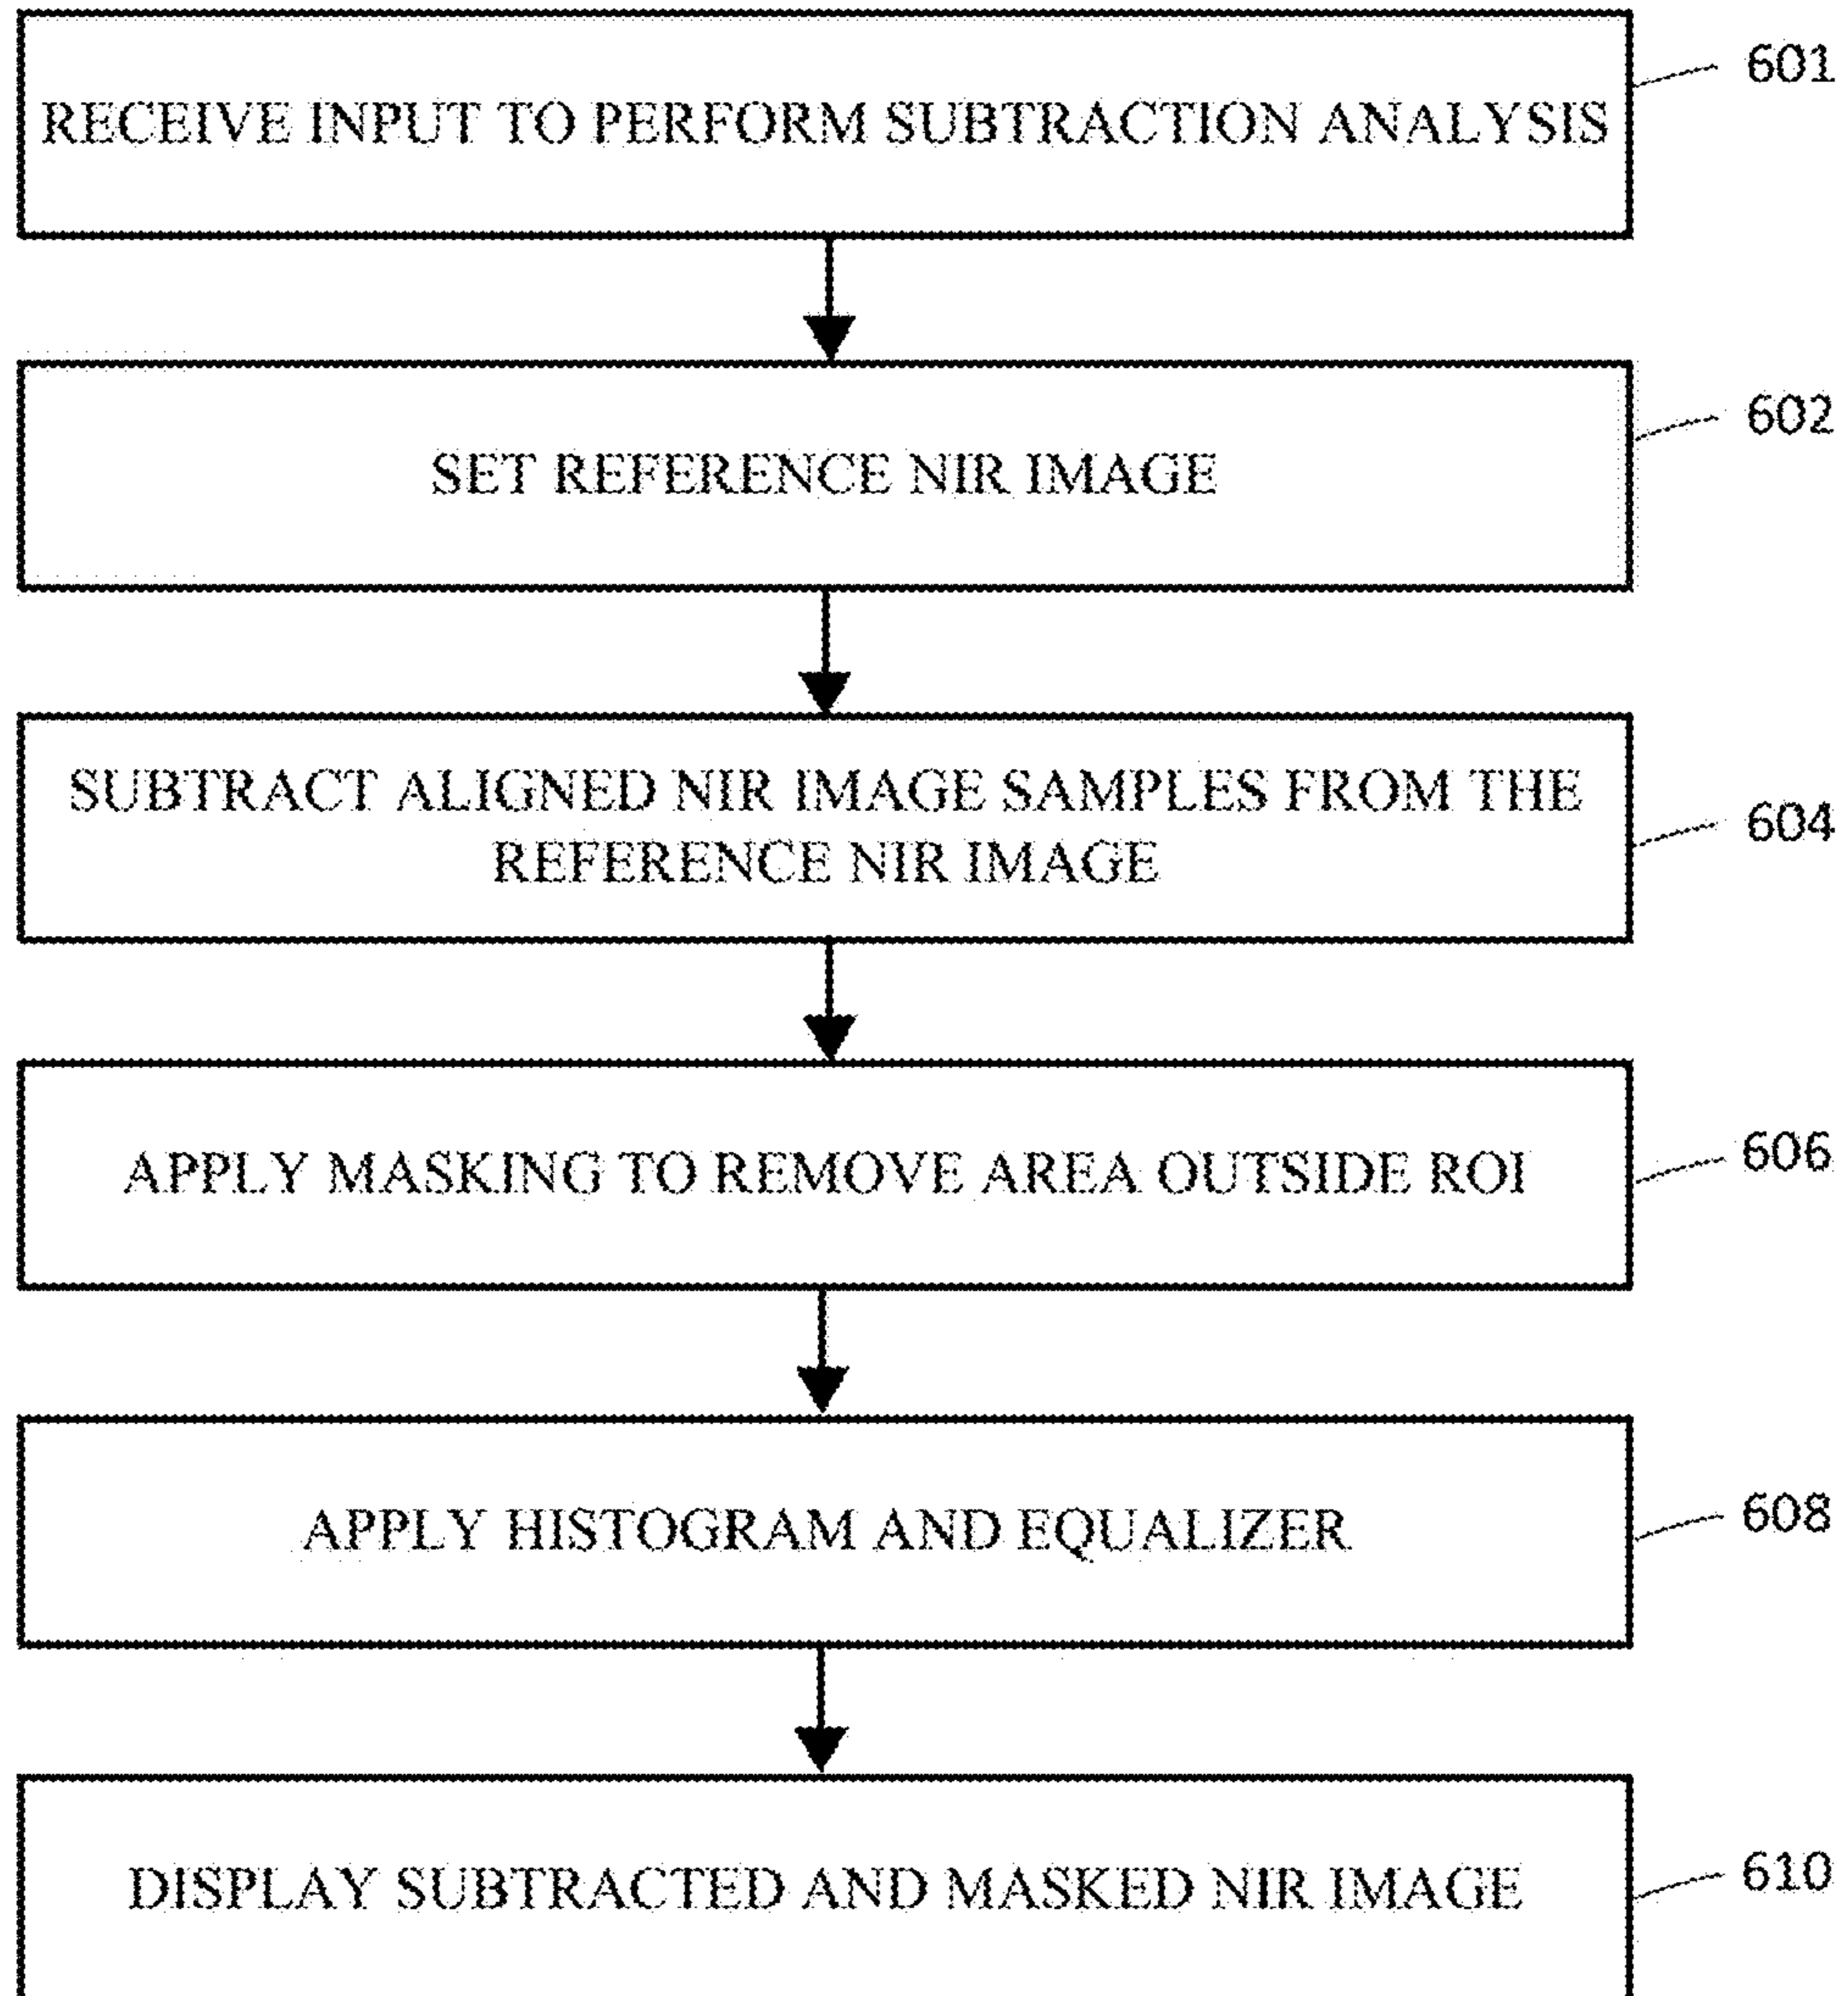 RECEIVE INPUT TO PERFORM SUBTRACTION ANALYSIS
601
SET REFERENCE NIR IMAGE
602
SUBTRACT ALIGNED NIR IMAGE SAMPLES FROM THE
REFERENCE NIR IMAGE
604
APPLY MASKING TO REMOVE AREA OUTSIDE ROI
606
APPLY HISTOGRAM AND EQUALIZER
608
DISPLAY SUBTRACTED AND MASKED NIR IMAGE
610